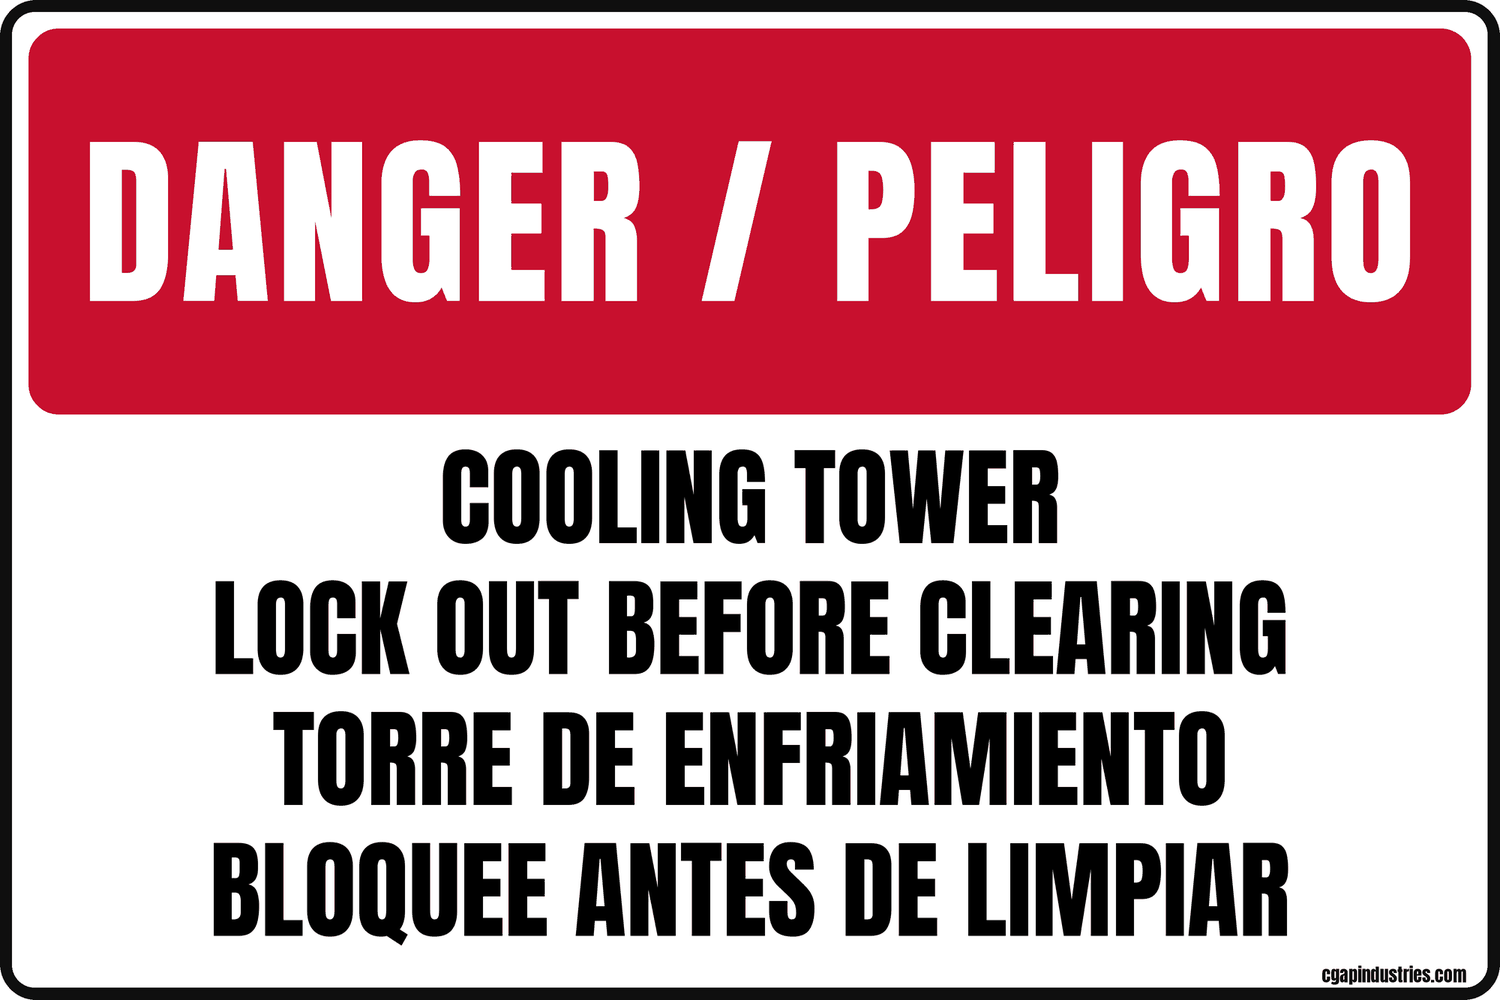 DANGER / PELIGRO
COOLING TOWER
LOCK OUT BEFORE CLEARING
TORRE DE ENFRIAMIENTO
BLOQUEE ANTES DE LIMPIAR
cgapindustries.com